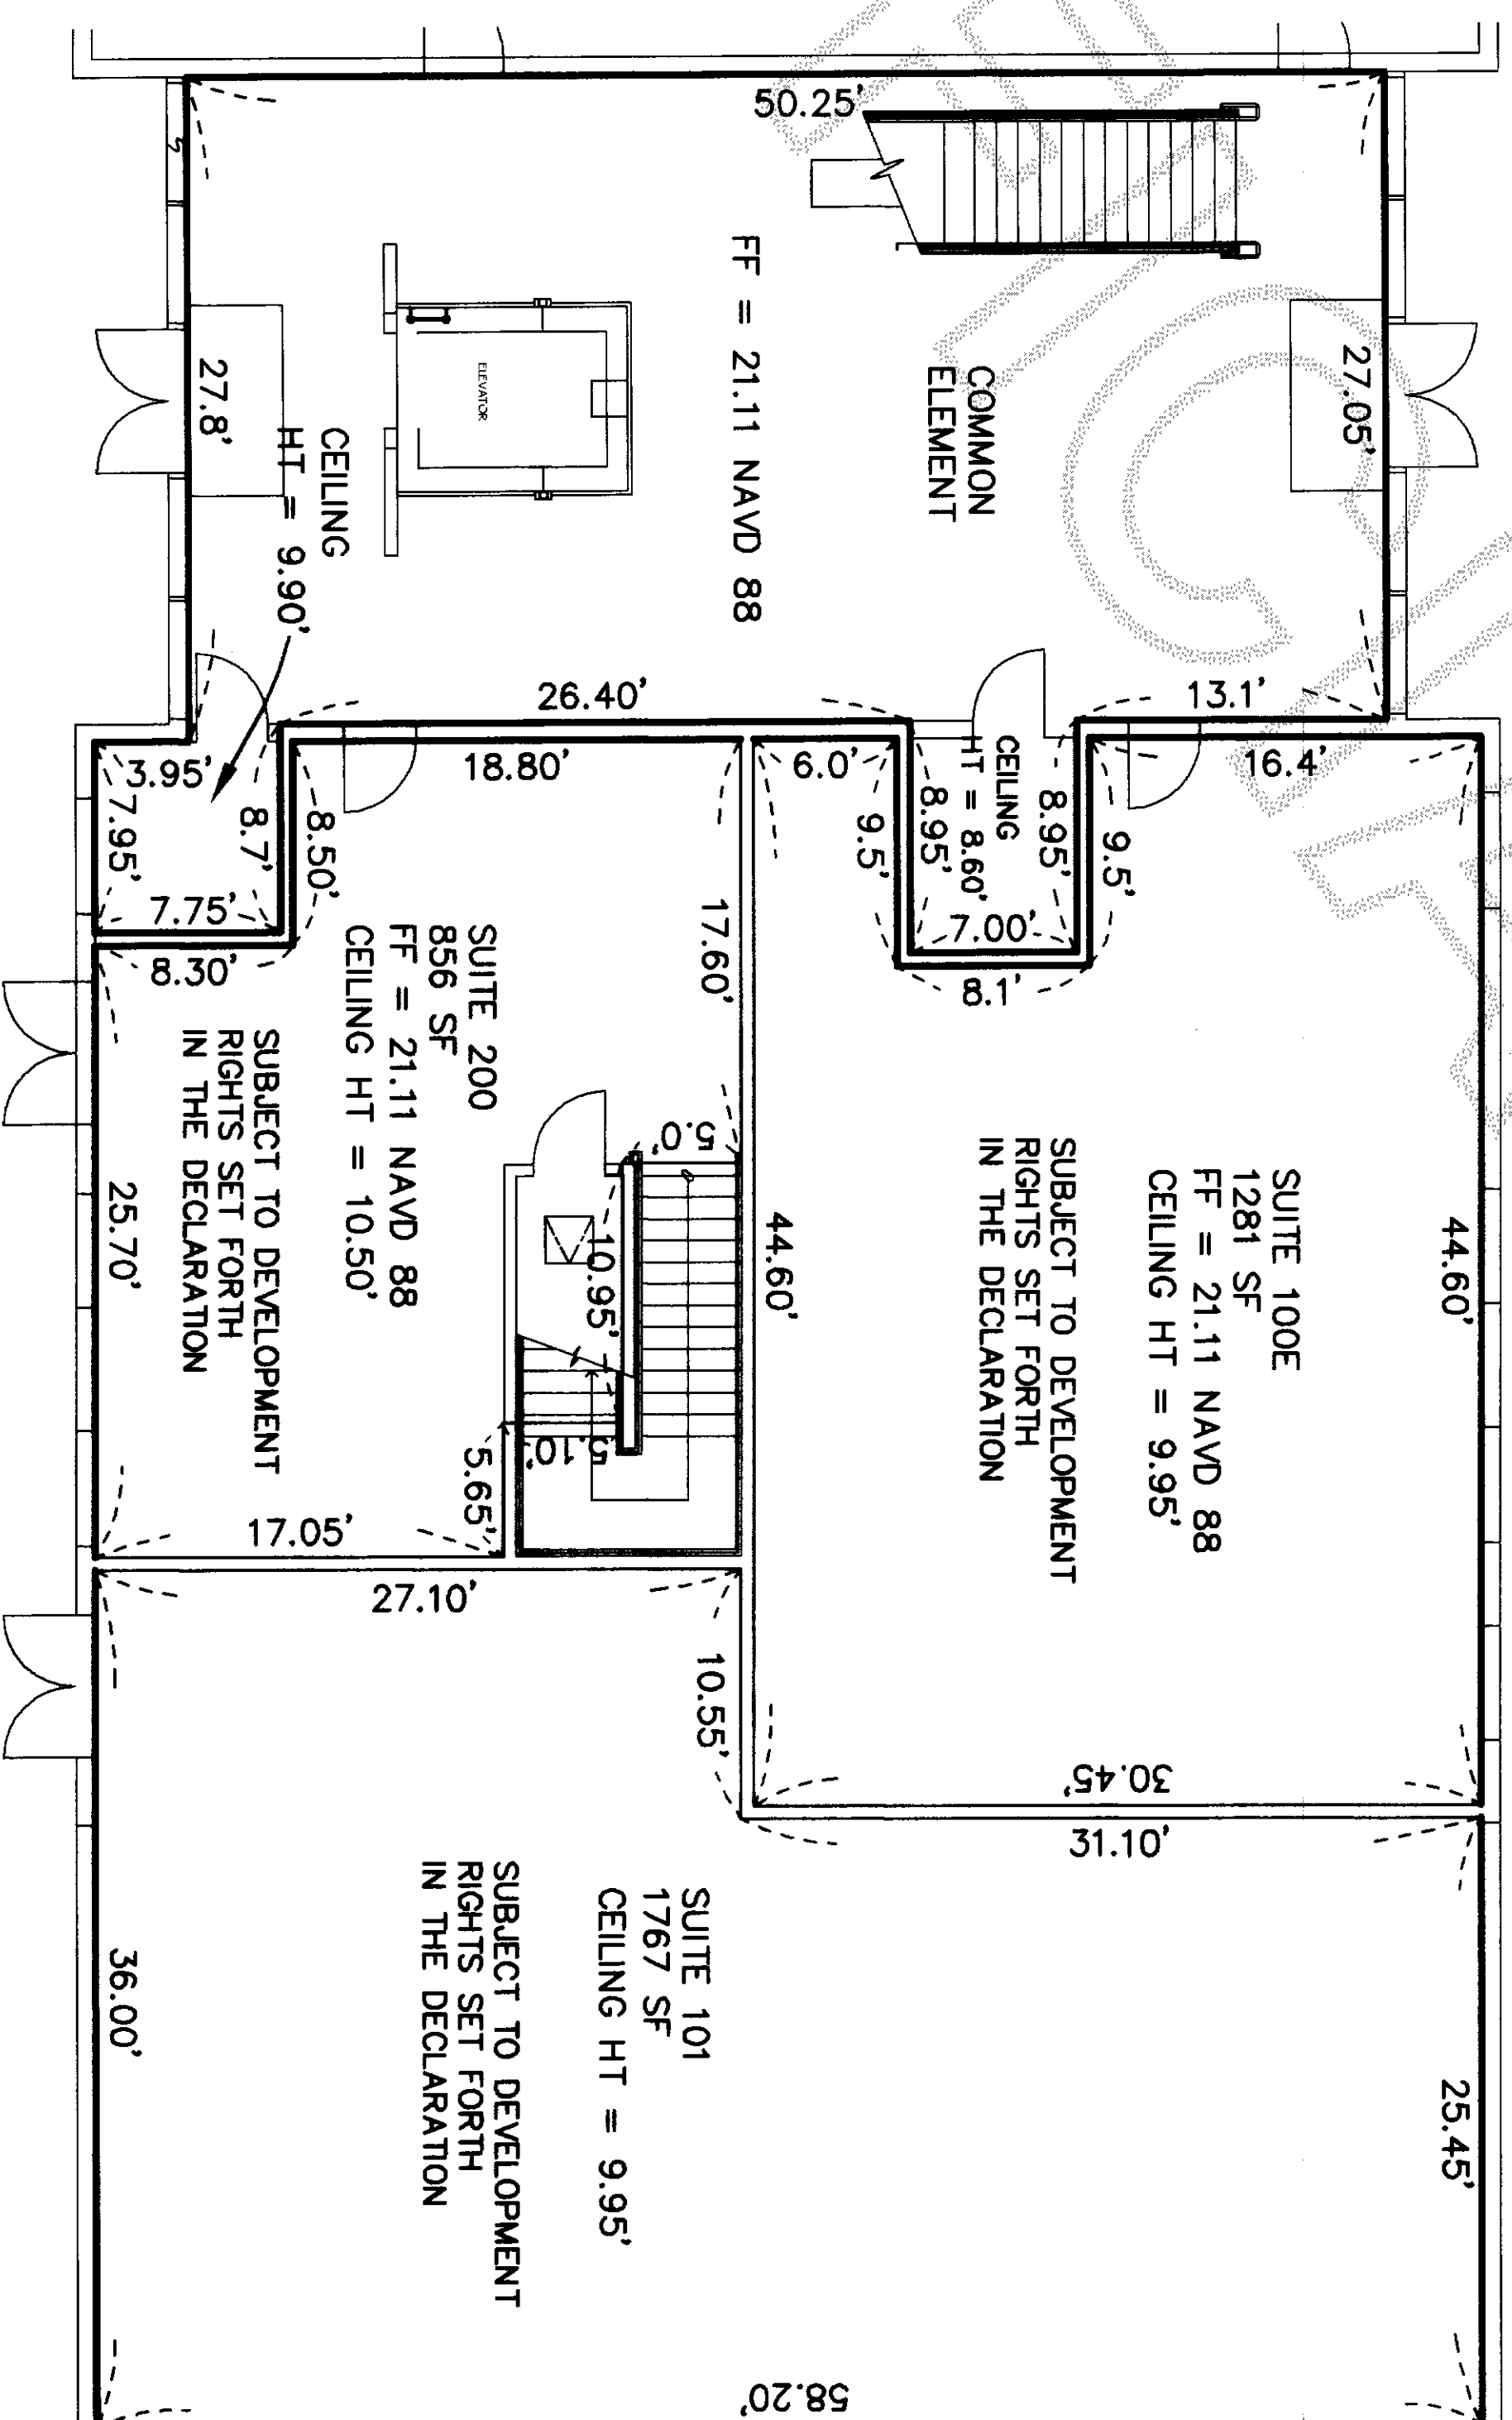 50.25'
27.05'
COMMON
ELEMENT
FF = 21.11 NAVD 88
ELEVATOR
27.8'
CEILING
HT = 9.90'
13.1'
26.40'
16.4'
CEILING
HT = 8.60'
8.95'
8.95'
9.5'
9.5'
7.00'
8.1'
6.0'
18.80'
3.95'
7.95'
8.7'
8.50'
7.75'
8.30'
17.60'
SUITE 200
856 SF
FF = 21.11 NAVD 88
CEILING HT = 10.50'
SUBJECT TO DEVELOPMENT
RIGHTS SET FORTH
IN THE DECLARATION
5.0'
10.95'
5.10'
5.65'
25.70'
17.05'
44.60'
44.60'
SUITE 100E
1281 SF
FF = 21.11 NAVD 88
CEILING HT = 9.95'
SUBJECT TO DEVELOPMENT
RIGHTS SET FORTH
IN THE DECLARATION
30.45'
31.10'
27.10'
10.55'
SUITE 101
1767 SF
CEILING HT = 9.95'
SUBJECT TO DEVELOPMENT
RIGHTS SET FORTH
IN THE DECLARATION
36.00'
25.45'
58.20'